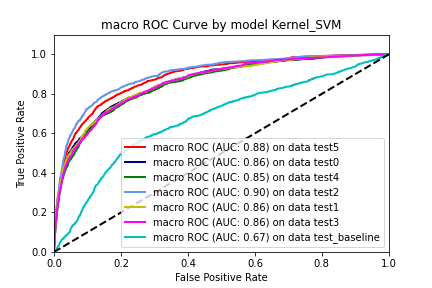 macro ROC Curve by model Kernel_SVM
True Positive Rate
1.0
0.8
0.6
0.4
0.2
0.0
macro ROC (AUC: 0.88) on data test5
macro ROC (AUC: 0.86) on data test0
macro ROC (AUC: 0.85) on data test4
macro ROC (AUC: 0.90) on data test2
macro ROC (AUC: 0.86) on data test1
macro ROC (AUC: 0.86) on data test3
macro ROC (AUC: 0.67) on data test_baseline
0.0 0.2 0.4 0.6 0.8 1.0
False Positive Rate